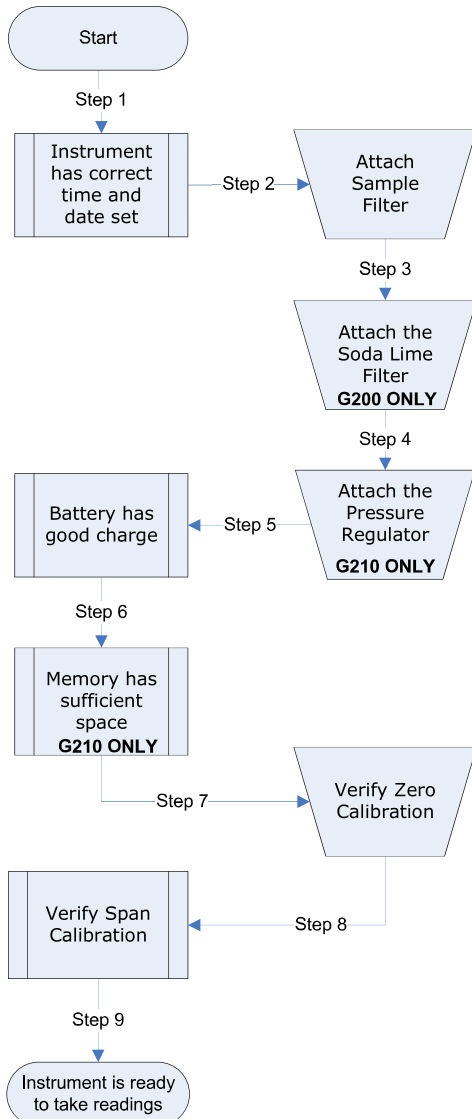 Start
Step 1
Instrument
has correct
time and
date set
Step 2
Attach
Sample
Filter
Step 3
Attach the
Soda Lime
Filter
G200 ONLY
Step 4
Attach the
Pressure
Regulator
G210 ONLY
Step 5
Battery has
good charge
Step 6
Memory has
sufficient
space
G210 ONLY
Step 7
Verify Zero
Calibration
Step 8
Verify Span
Calibration
Step 9
Instrument is ready
to take readings